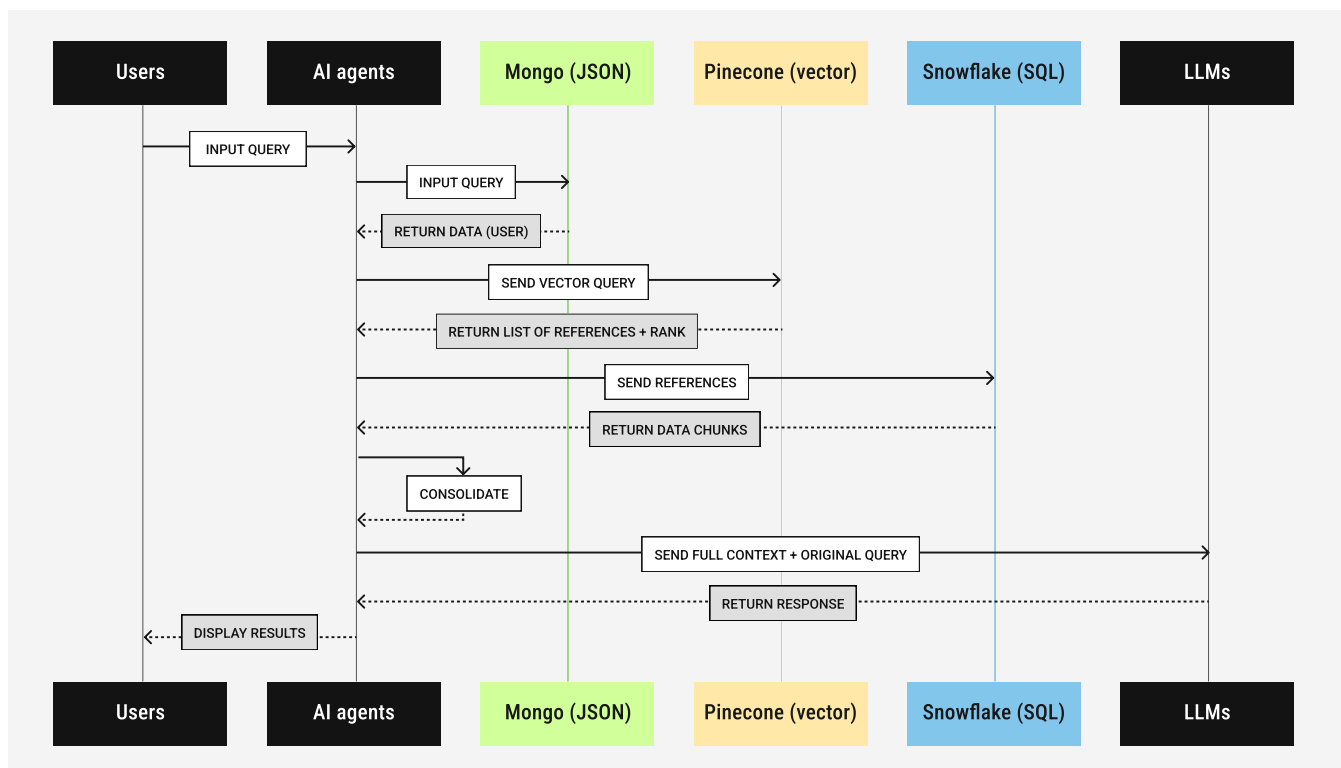 Users
AI agents
Mongo (JSON)
Pinecone (vector)
Snowflake (SQL)
LLMs
INPUT QUERY
INPUT QUERY
RETURN DATA (USER)
SEND VECTOR QUERY
RETURN LIST OF REFERENCES + RANK
SEND REFERENCES
RETURN DATA CHUNKS
CONSOLIDATE
SEND FULL CONTEXT + ORIGINAL QUERY
RETURN RESPONSE
DISPLAY RESULTS
Users
AI agents
Mongo (JSON)
Pinecone (vector)
Snowflake (SQL)
LLMs